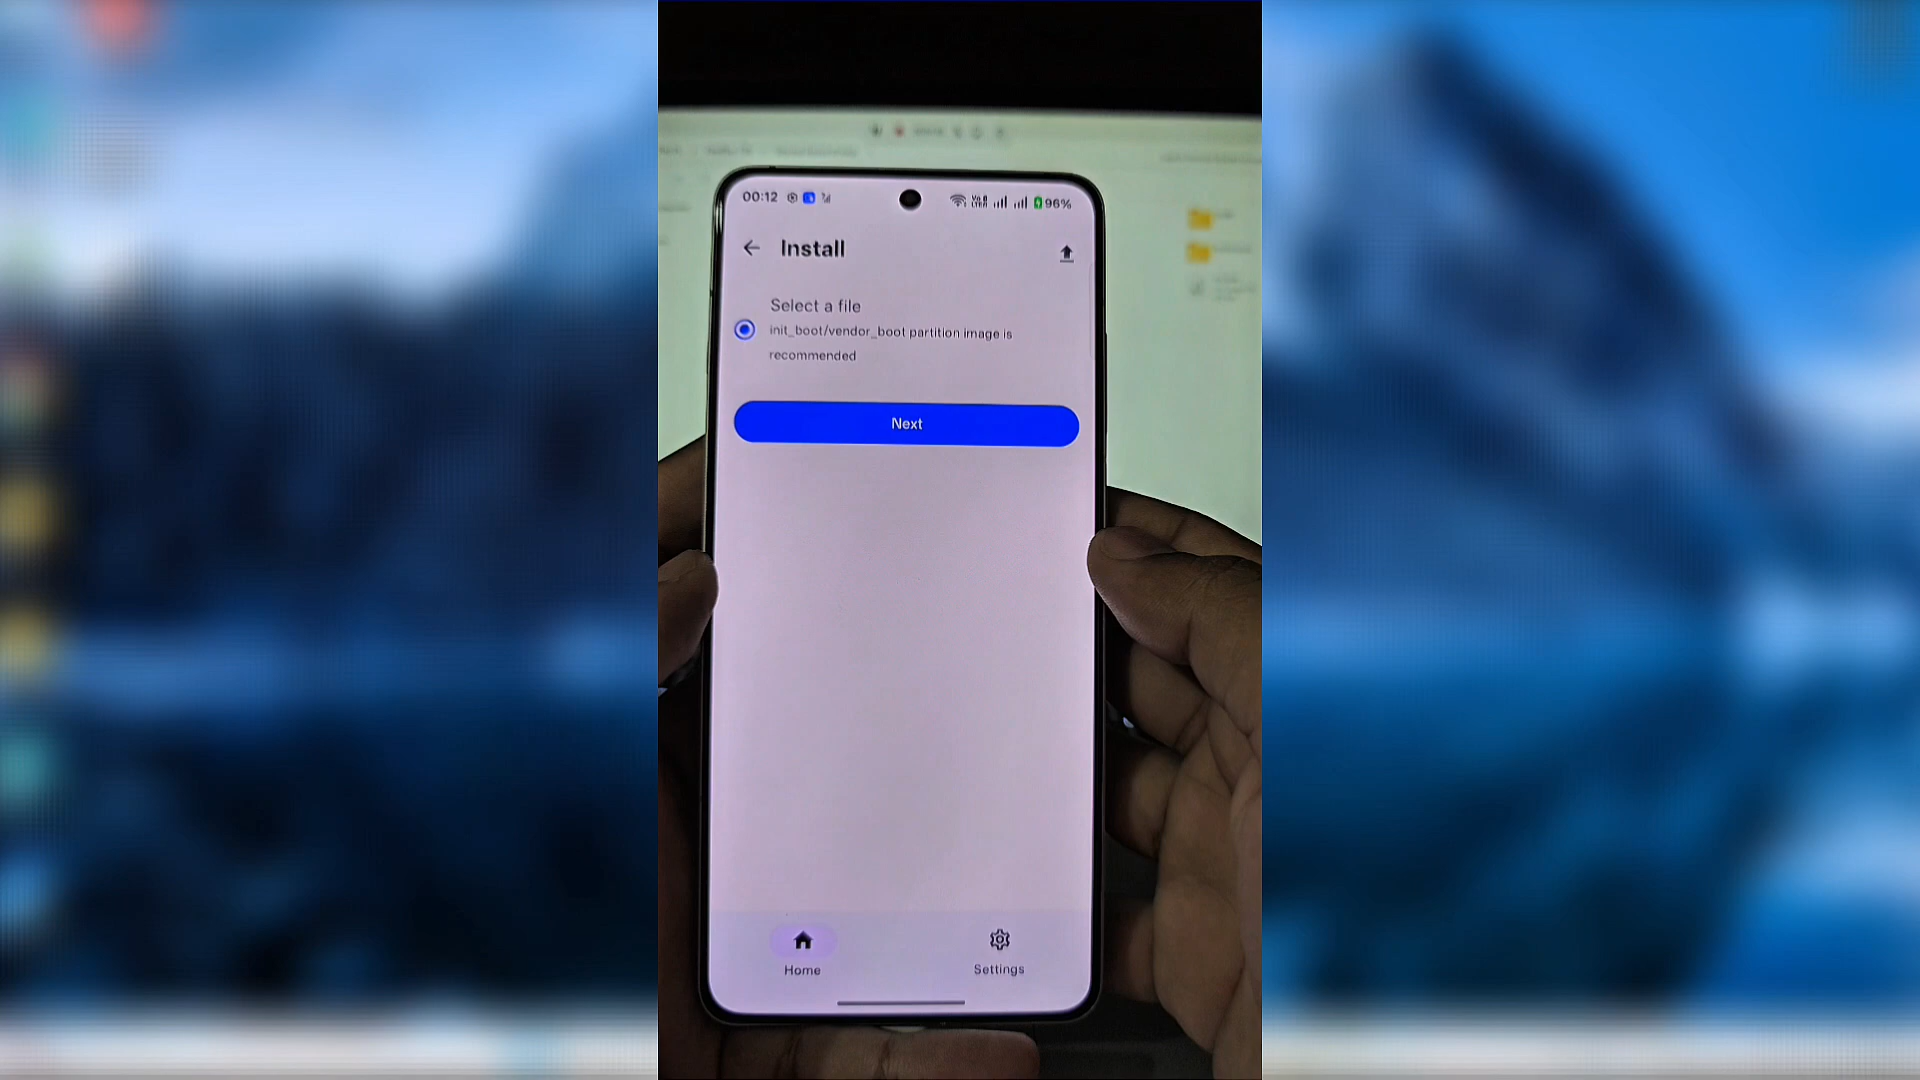 00:12
96%
Install
Select a file
init_boot/vendor_boot partition image is
recommended
Next
Home
Settings